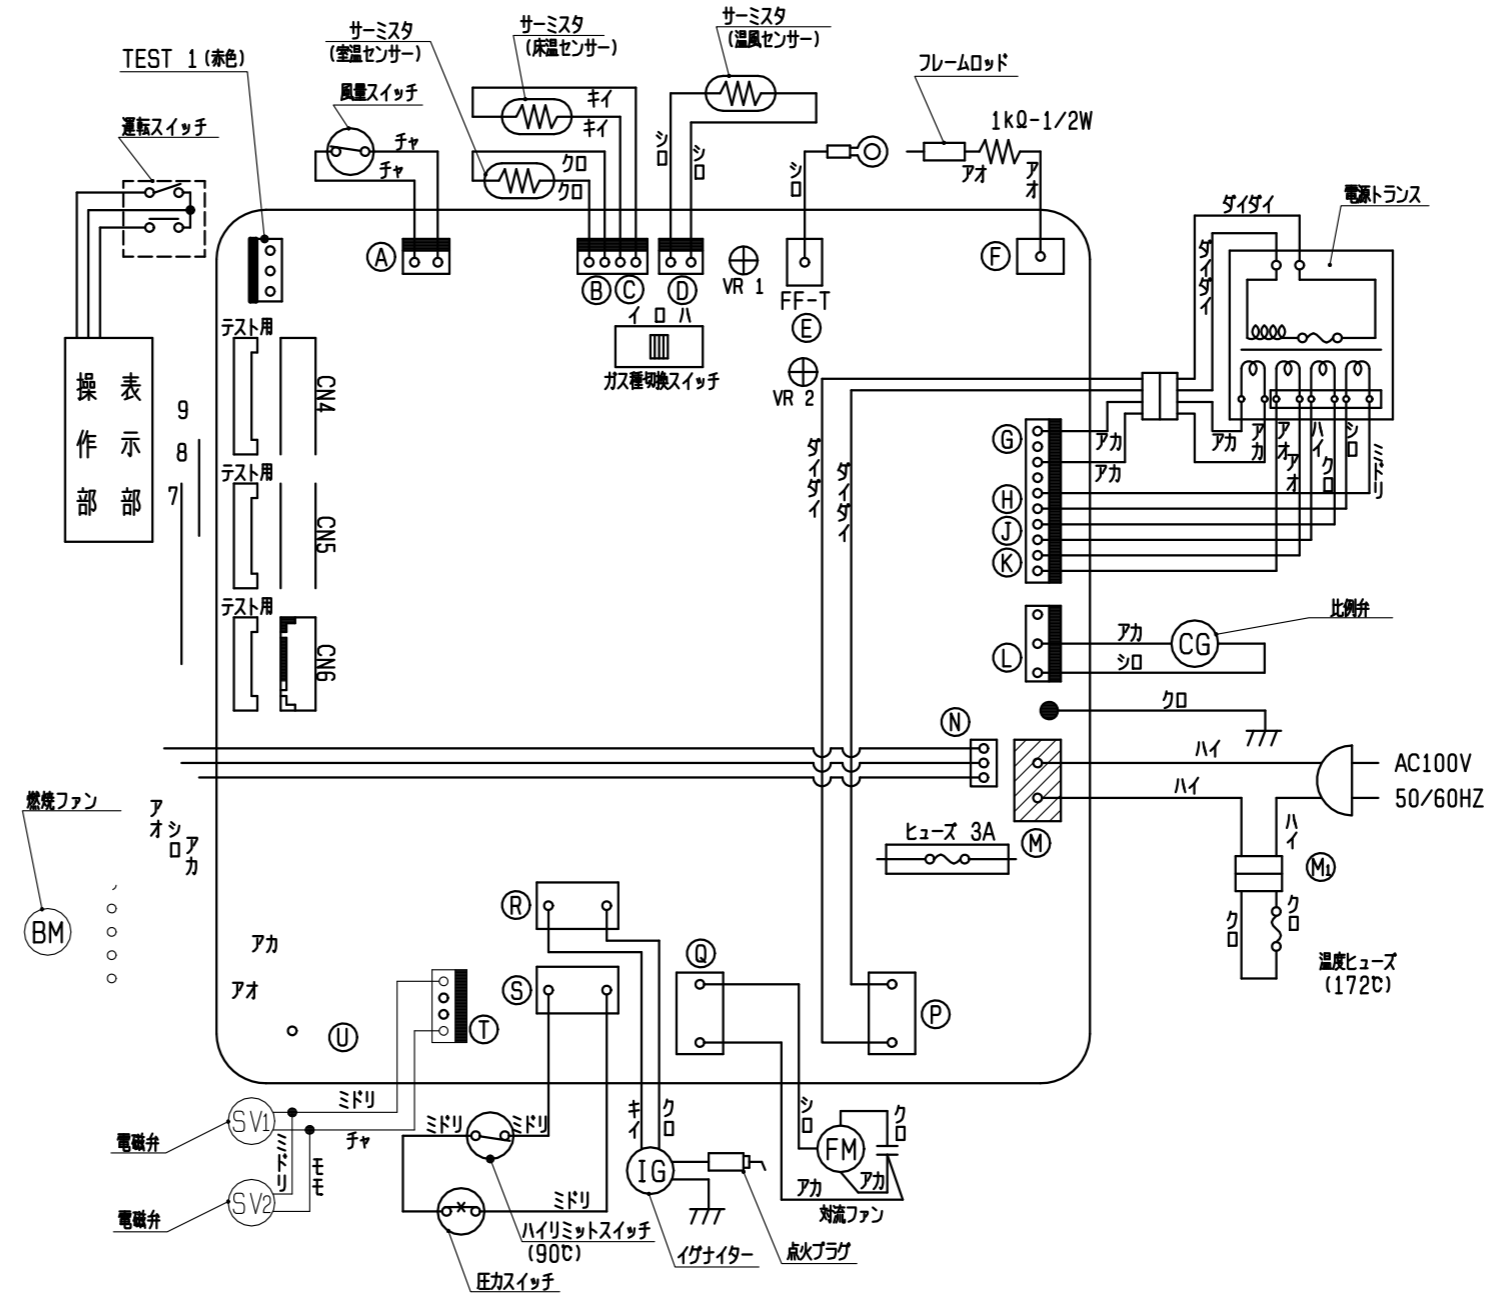 サーミスタ
(室温センサー)
サーミスタ
(床温センサー)
サーミスタ
(温風センサー)
TEST 1 (赤色)
風量スイッチ
運転スイッチ
フレームロッド
1kΩ-1/2W
電源トランス
チャ
チャ
キイ
キイ
クロ
クロ
シロ
シロ
シロ
アオ
アオ
ダイダイ
ダイダイ
A
B
C
D
VR 1
FF-T
E
F
イ ロ ハ
ガス種切換スイッチ
VR 2
操作部
表示部
9
8
7
テスト用
CN4
テスト用
CN5
テスト用
CN6
ダイダイ
ダイダイ
G
H
J
K
アカ
アカ
アカ
アカ
アオ
アオ
ハイ
クロ
シロ
ミドリ
L
アカ
シロ
CG
比例弁
クロ
N
M
ハイ
ハイ
ハイ
AC100V
50/60HZ
M1
クロ
クロ
温度ヒューズ
(172℃)
ヒューズ 3A
燃焼ファン
BM
アオ
シロ
アカ
アカ
アオ
U
T
R
S
Q
P
SV1
電磁弁
SV2
電磁弁
ミドリ
チャ
ミドリ
モモ
ミドリ
ミドリ
ミドリ
ハイリミットスイッチ
(90℃)
圧力スイッチ
キイ
クロ
IG
イグナイター
点火プラグ
シロ
クロ
FM
アカ
アカ
対流ファン